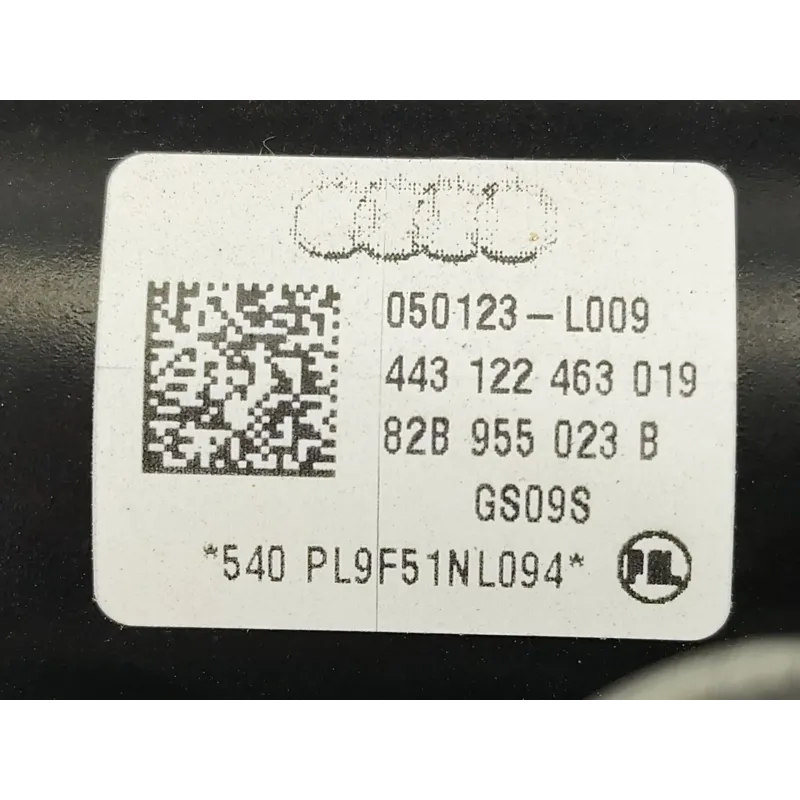 050123-L009
443 122 463 019
82B 955 023 B
GS09S
*540 PL9F51NL094*